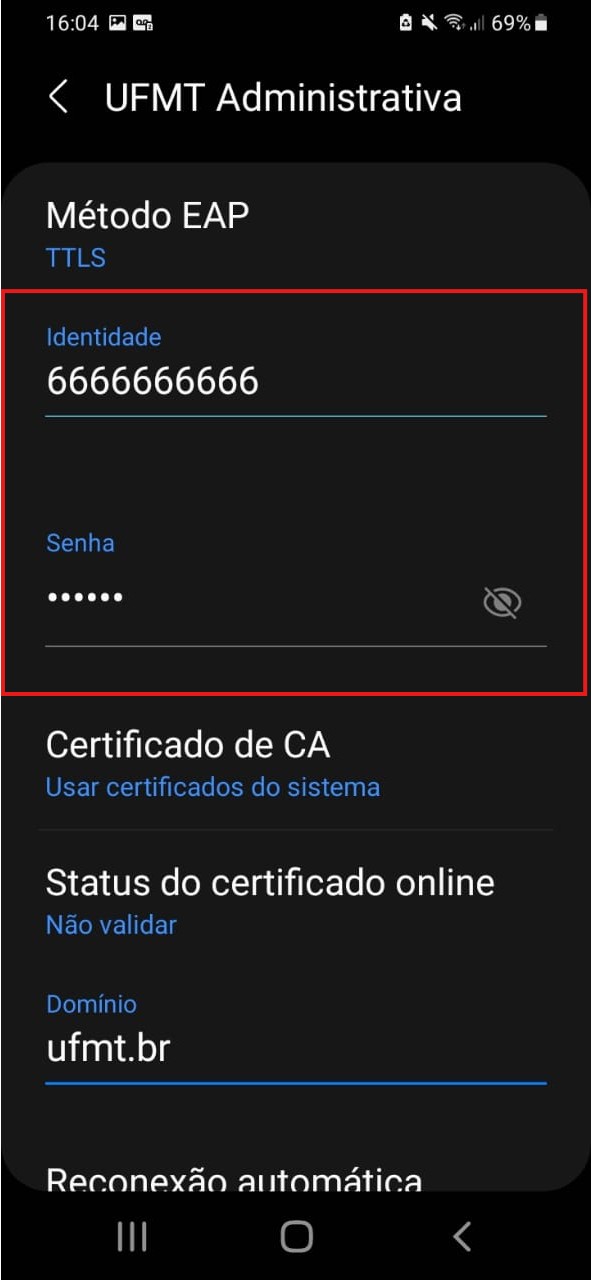 16:04 69%
UFMT Administrativa
Método EAP
TTLS
Identidade
6666666666
Senha
••••••
Certificado de CA
Usar certificados do sistema
Status do certificado online
Não validar
Domínio
ufmt.br
Reconexão automática